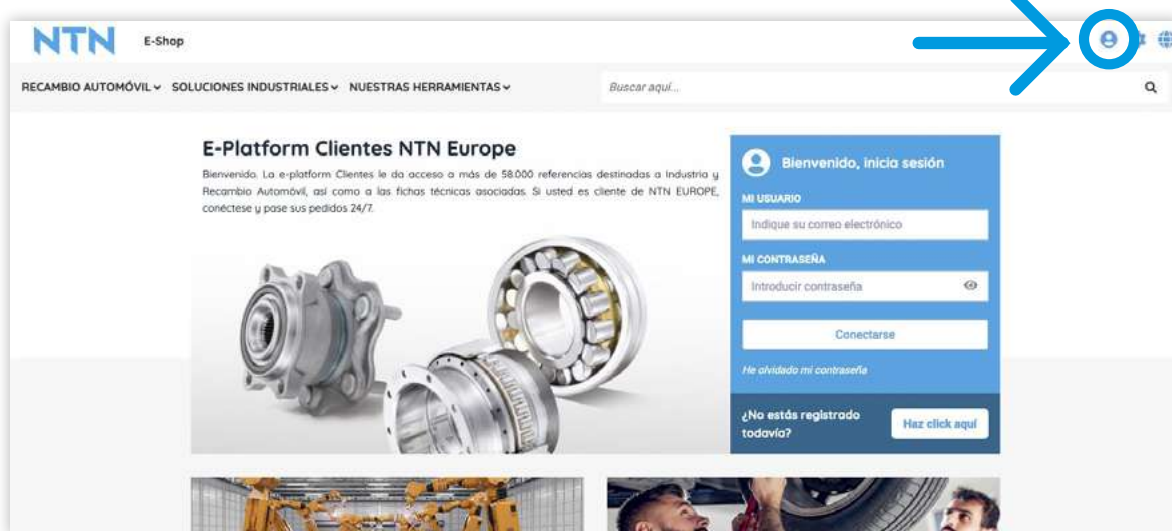 NTN E-Shop
RECAMBIO AUTOMÓVIL SOLUCIONES INDUSTRIALES NUESTRAS HERRAMIENTAS Buscar aquí...
E-Platform Clientes NTN Europe
Bienvenido. La e-platform Clientes le da acceso a más de 58.000 referencias destinadas a Industria y
Recambio Automóvil, así como a las fichas técnicas asociadas. Si usted es cliente de NTN EUROPE,
conéctese y pase sus pedidos 24/7.
Bienvenido, inicia sesión
MI USUARIO
Indique su correo electrónico
MI CONTRASEÑA
Introducir contraseña
Conectarse
He olvidado mi contraseña
¿No estás registrado
todavía?
Haz click aquí